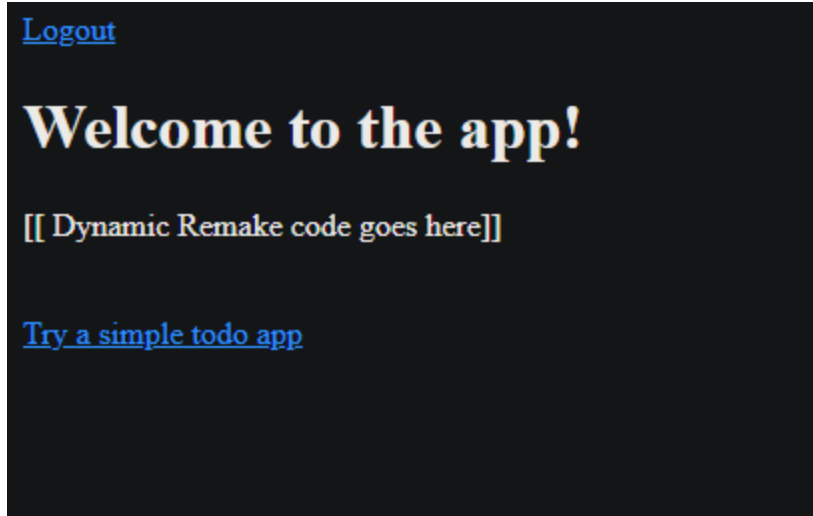 Logout
Welcome to the app!
[[ Dynamic Remake code goes here]]
Try a simple todo app